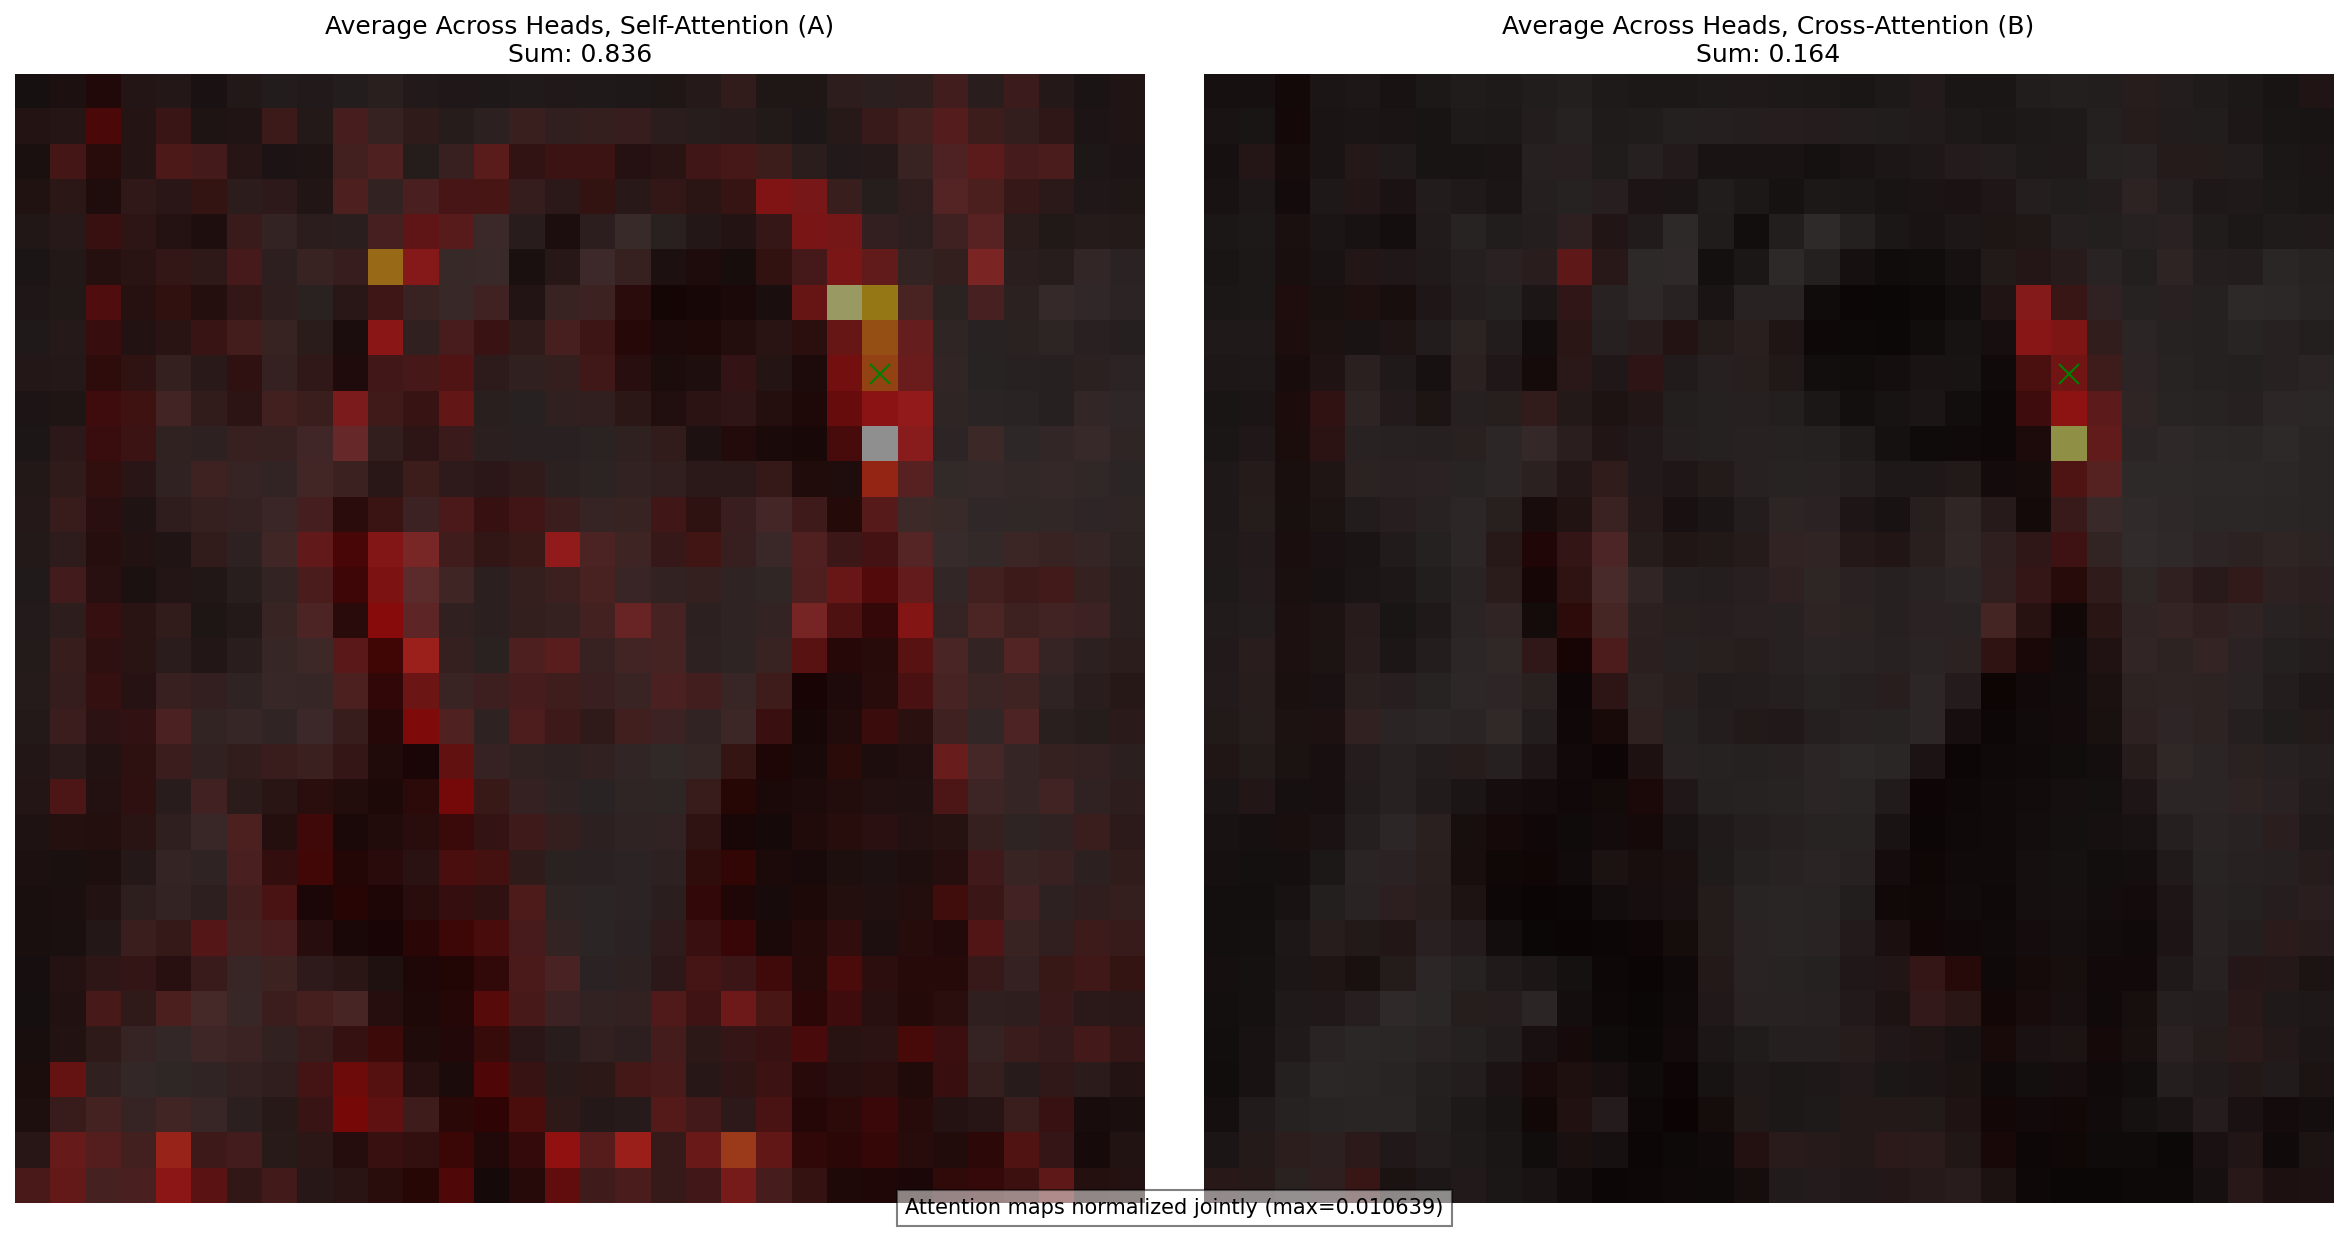 Average Across Heads, Self-Attention (A)
Sum: 0.836
Average Across Heads, Cross-Attention (B)
Sum: 0.164
Attention maps normalized jointly (max=0.010639)